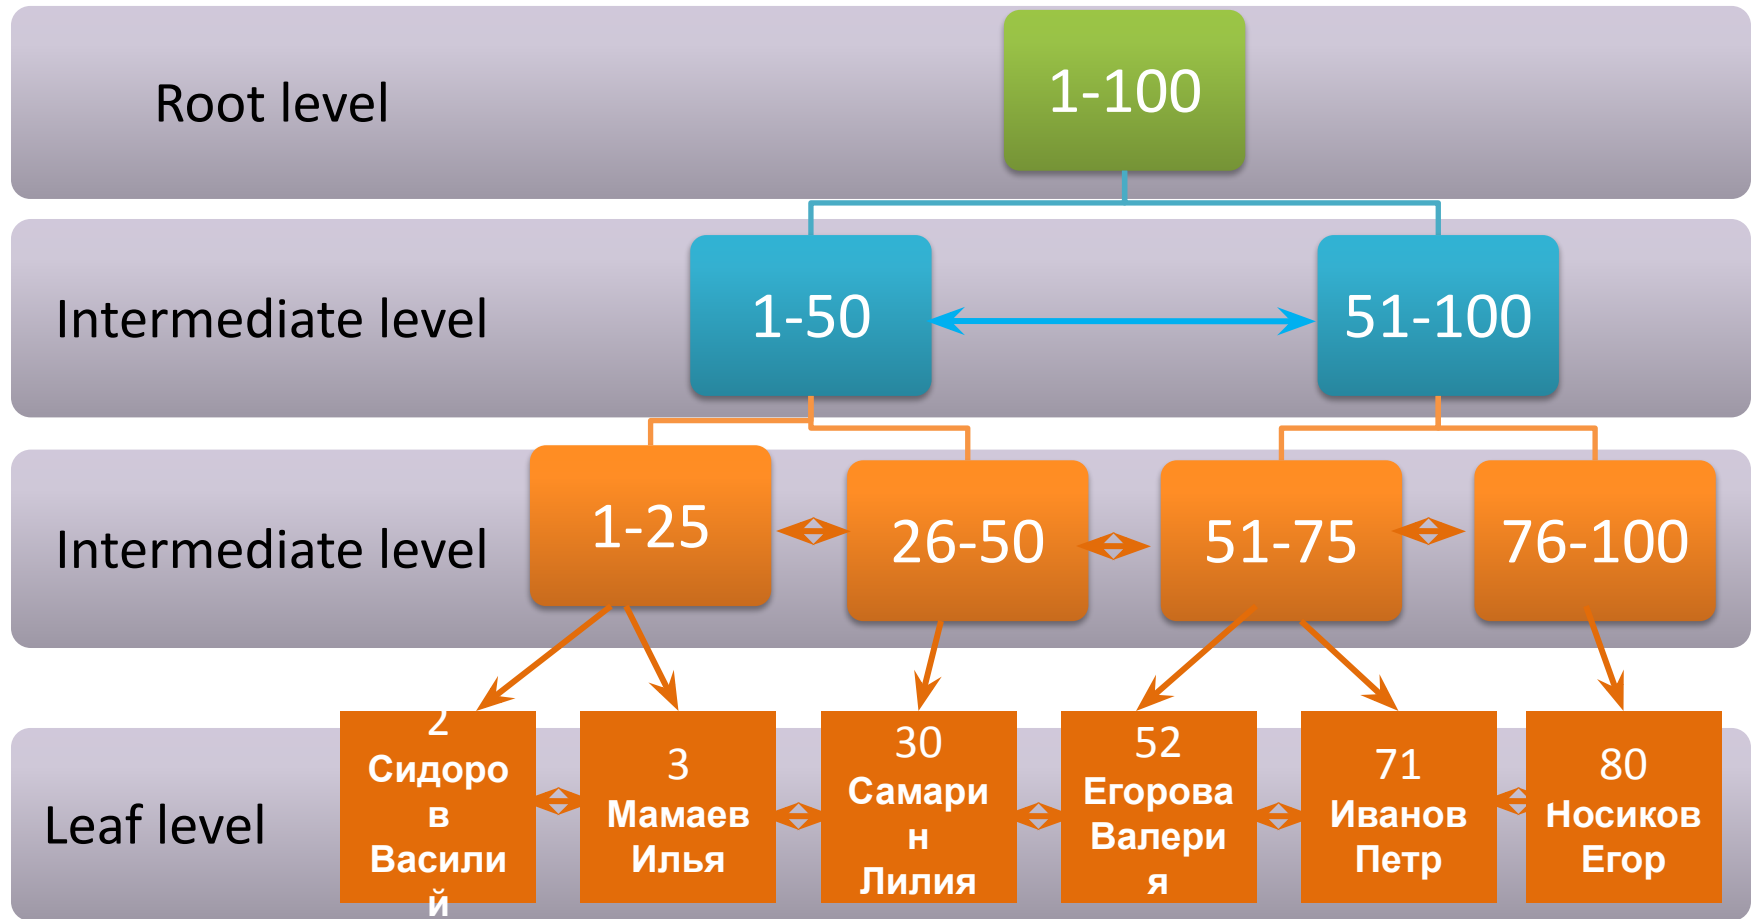 Root level
1-100
Intermediate level
1-50
51-100
Intermediate level
1-25
26-50
51-75
76-100
Leaf level
2
Сидоро
в
Васили
й
3
Мамаев
Илья
30
Самари
н
Лилия
52
Егорова
Валери
я
71
Иванов
Петр
80
Носиков
Егор